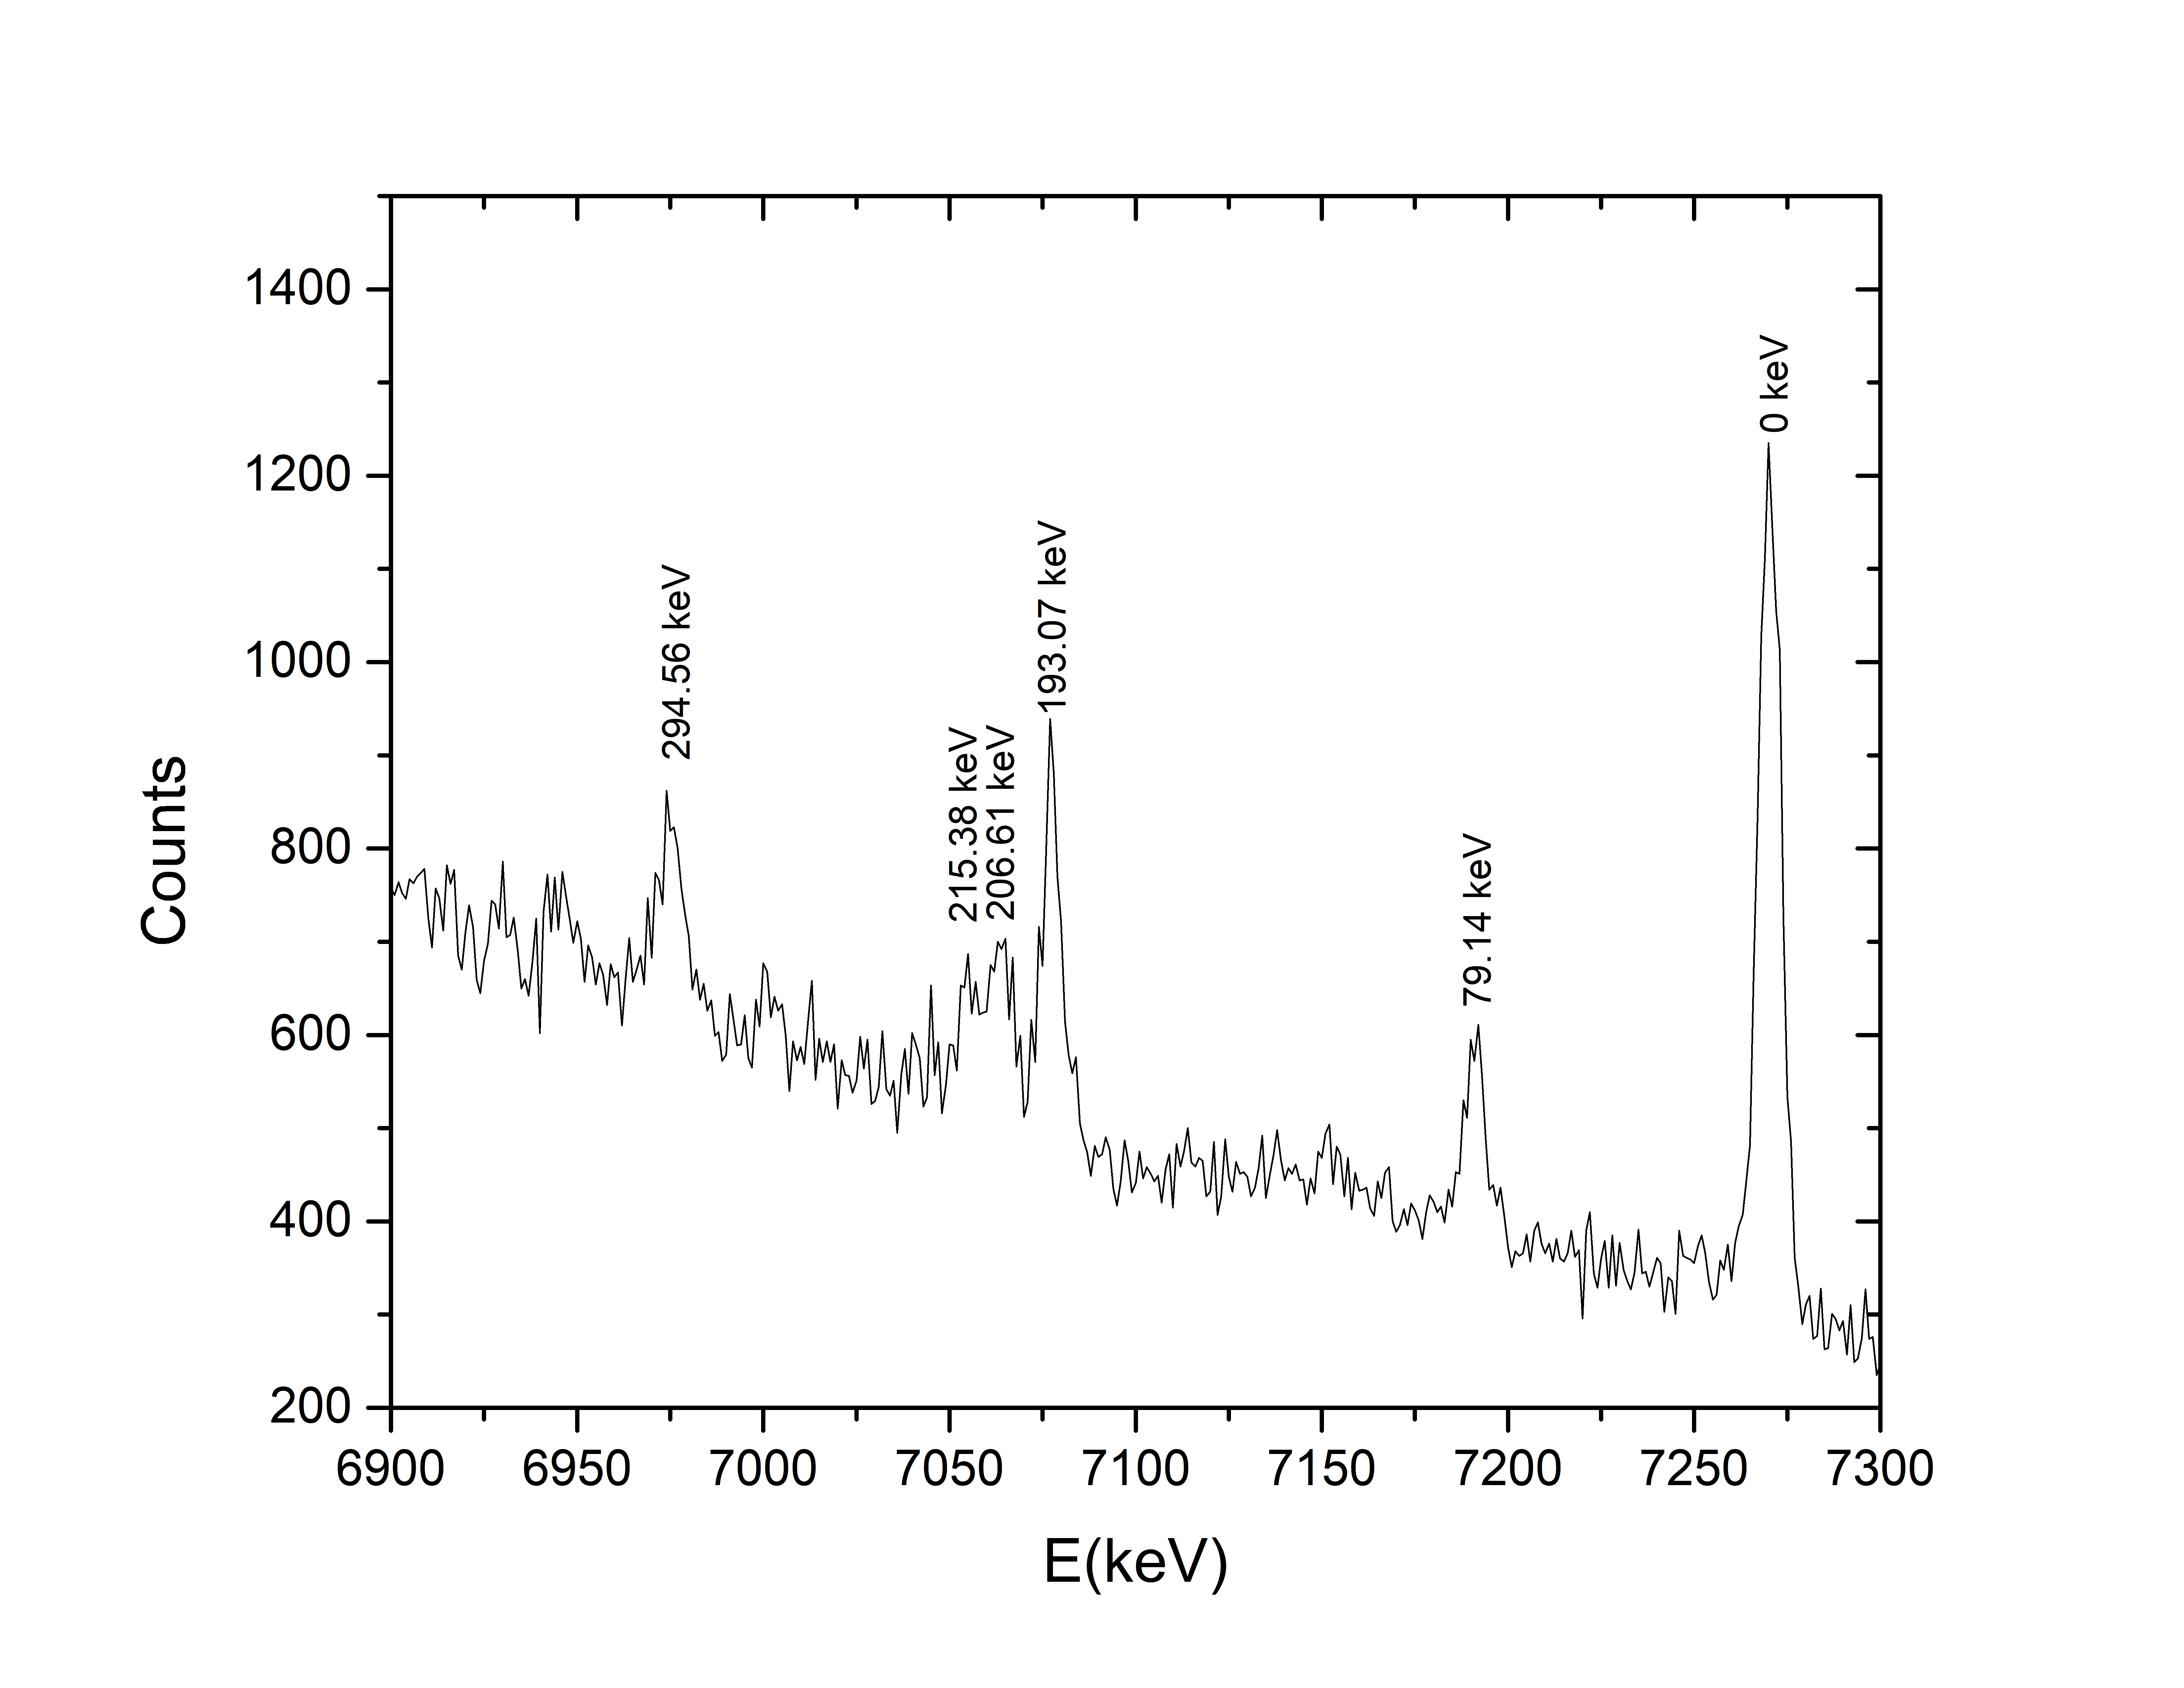 1400
1200
1000
800
600
400
200
Counts
294.56 keV
215.38 keV
206.61 keV
193.07 keV
79.14 keV
0 keV
6900 6950 7000 7050 7100 7150 7200 7250 7300
E(keV)